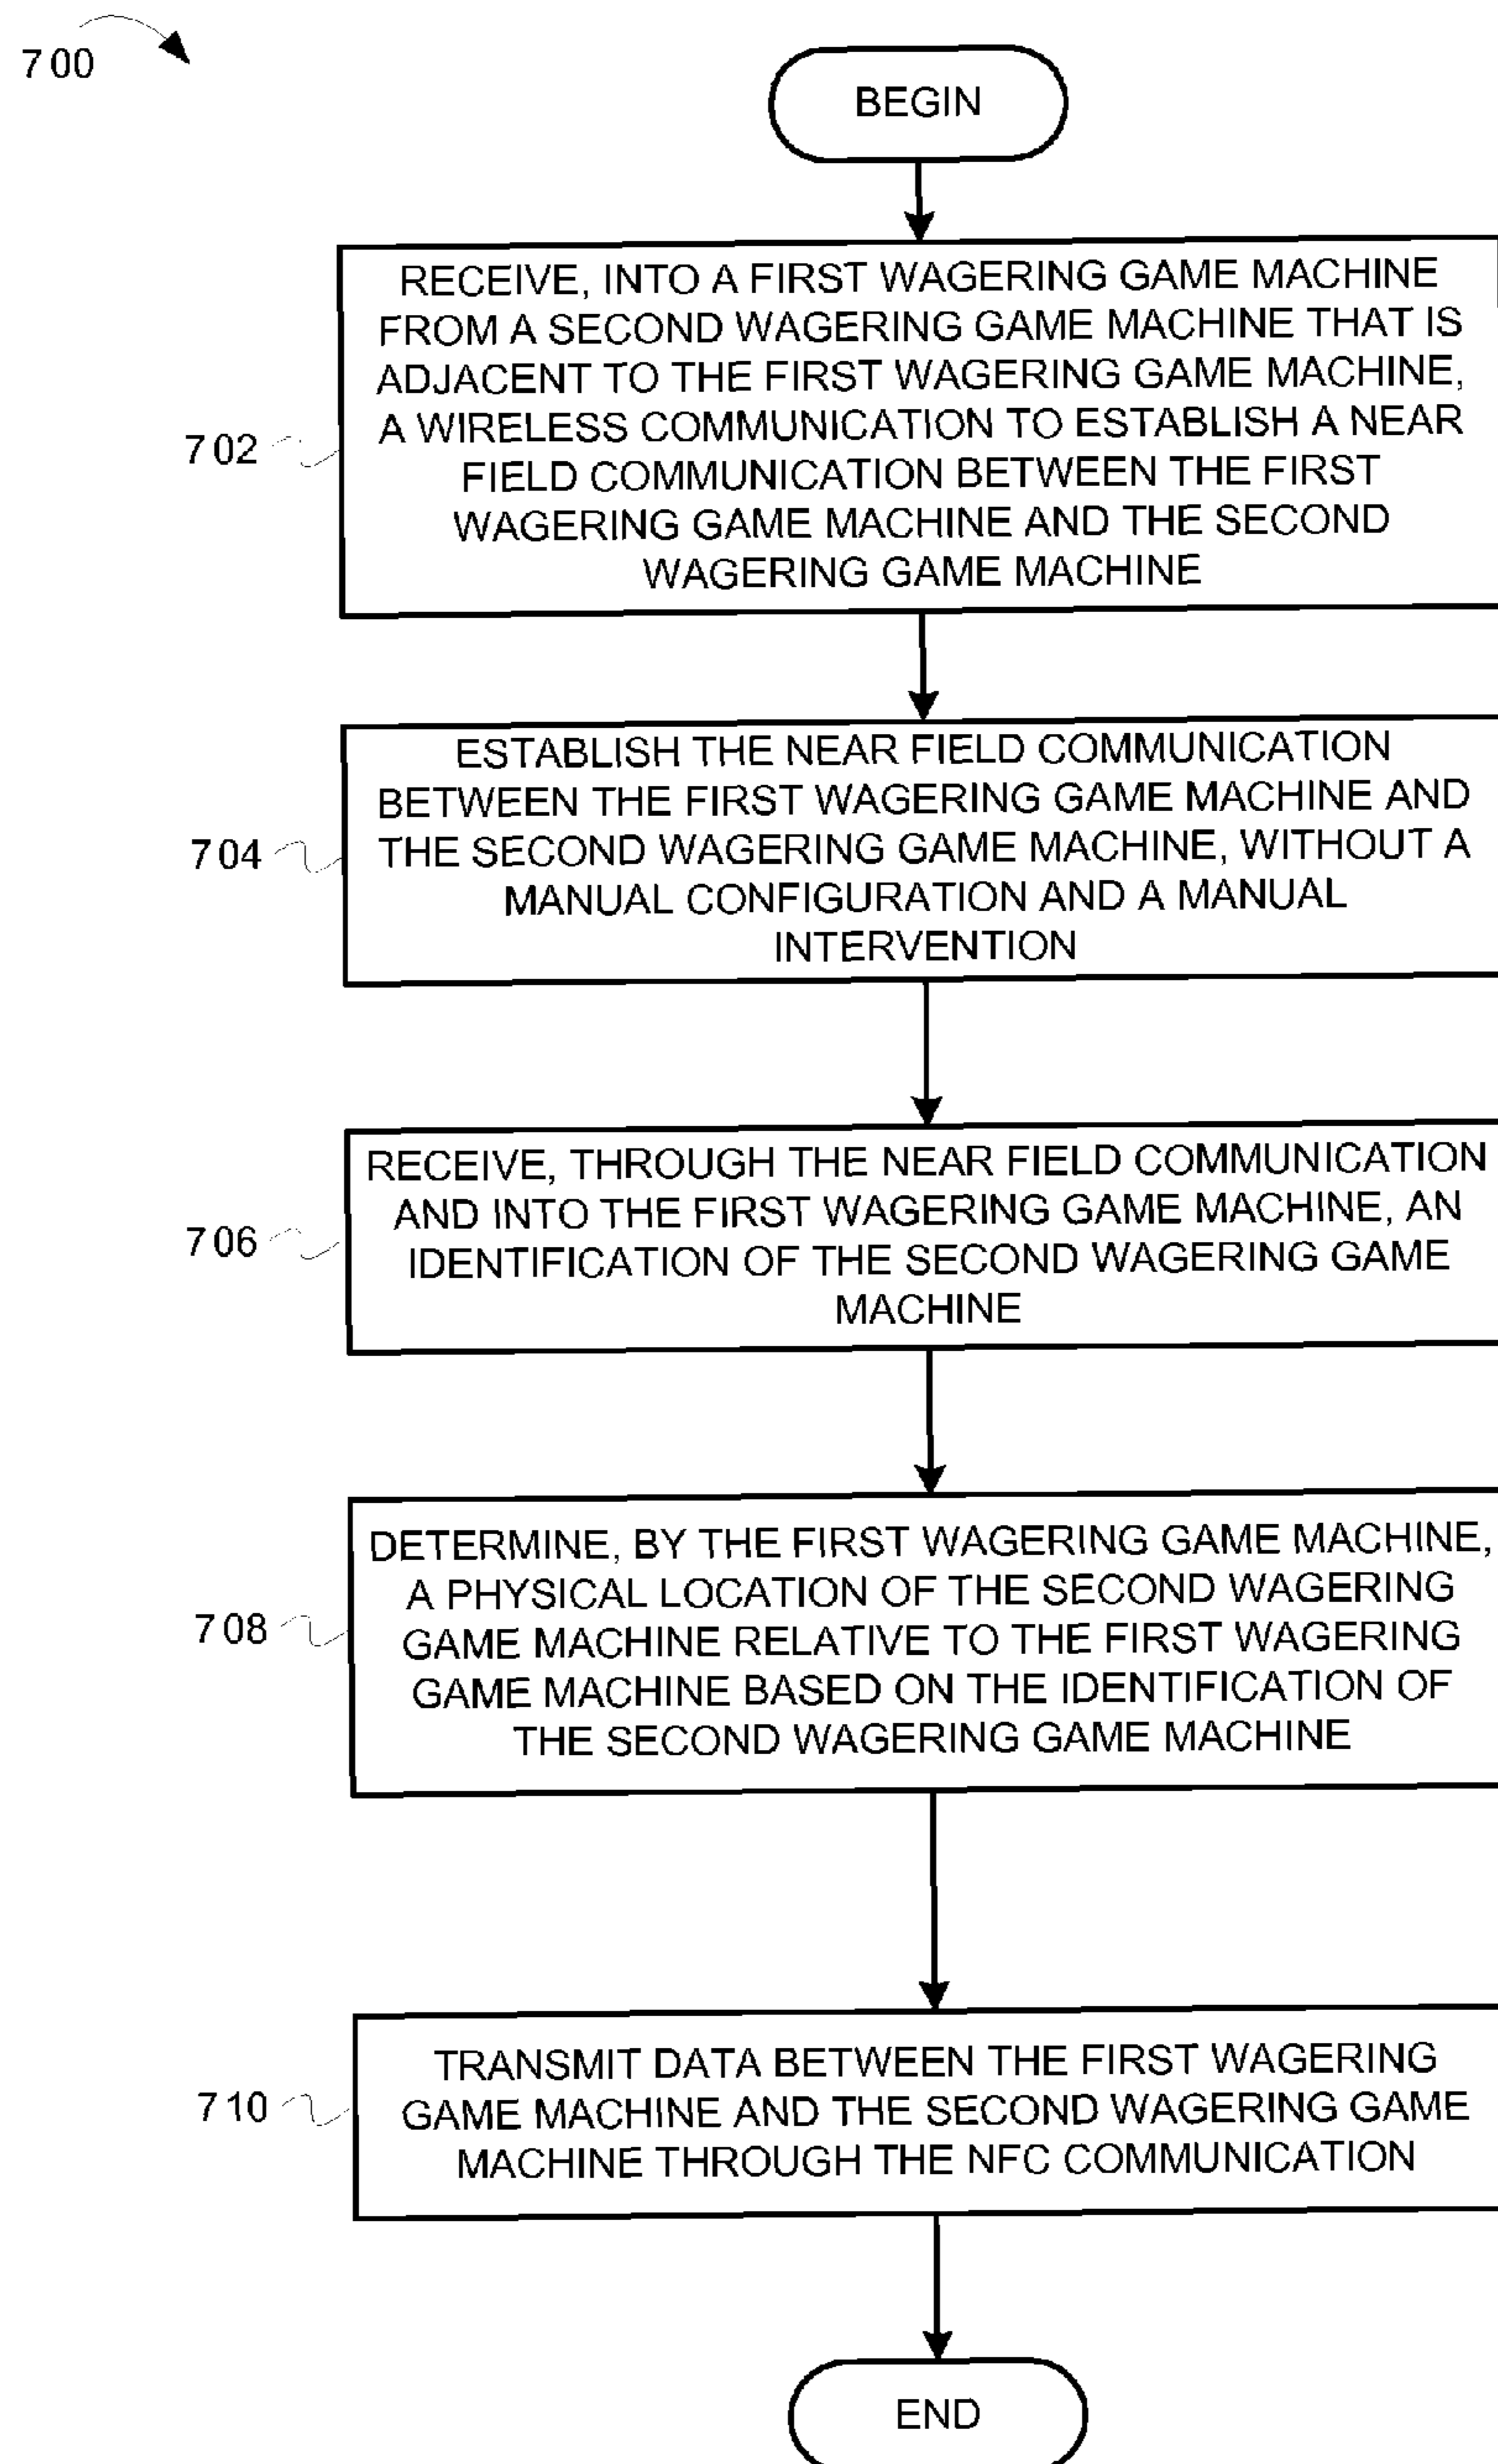 700
BEGIN
RECEIVE, INTO A FIRST WAGERING GAME MACHINE
FROM A SECOND WAGERING GAME MACHINE THAT IS
ADJACENT TO THE FIRST WAGERING GAME MACHINE,
A WIRELESS COMMUNICATION TO ESTABLISH A NEAR
FIELD COMMUNICATION BETWEEN THE FIRST
WAGERING GAME MACHINE AND THE SECOND
WAGERING GAME MACHINE
702
ESTABLISH THE NEAR FIELD COMMUNICATION
BETWEEN THE FIRST WAGERING GAME MACHINE AND
THE SECOND WAGERING GAME MACHINE, WITHOUT A
MANUAL CONFIGURATION AND A MANUAL
INTERVENTION
704
RECEIVE, THROUGH THE NEAR FIELD COMMUNICATION
AND INTO THE FIRST WAGERING GAME MACHINE, AN
IDENTIFICATION OF THE SECOND WAGERING GAME
MACHINE
706
DETERMINE, BY THE FIRST WAGERING GAME MACHINE,
A PHYSICAL LOCATION OF THE SECOND WAGERING
GAME MACHINE RELATIVE TO THE FIRST WAGERING
GAME MACHINE BASED ON THE IDENTIFICATION OF
THE SECOND WAGERING GAME MACHINE
708
TRANSMIT DATA BETWEEN THE FIRST WAGERING
GAME MACHINE AND THE SECOND WAGERING GAME
MACHINE THROUGH THE NFC COMMUNICATION
710
END